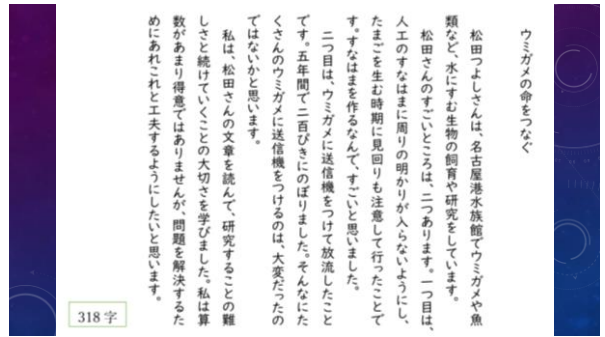 ウミガメの命をつなぐ
松田つよしさんは、名古屋港水族館でウミガメや魚
類など、水にすむ生物の飼育や研究をしています。
松田さんのすごいところは、二つあります。一つ目は、
人工のすなはまに周りの明かりが入らないようにし、
たまごを生む時期に見回りも注意して行ったことで
す。すなはまを作るなんて、すごいと思いました。
二つ目は、ウミガメに送信機をつけて放流したこと
です。五年間で二百ぴきにのぼりました。そんなにた
くさんのウミガメに送信機をつけるのは、大変だったの
ではないかと思います。
私は、松田さんの文章を読んで、研究することの難
しさと続けていくことの大切さを学びました。私は算
数があまり得意ではありませんが、問題を解決するた
めにあれこれと工夫するようにしたいと思います。
318 字